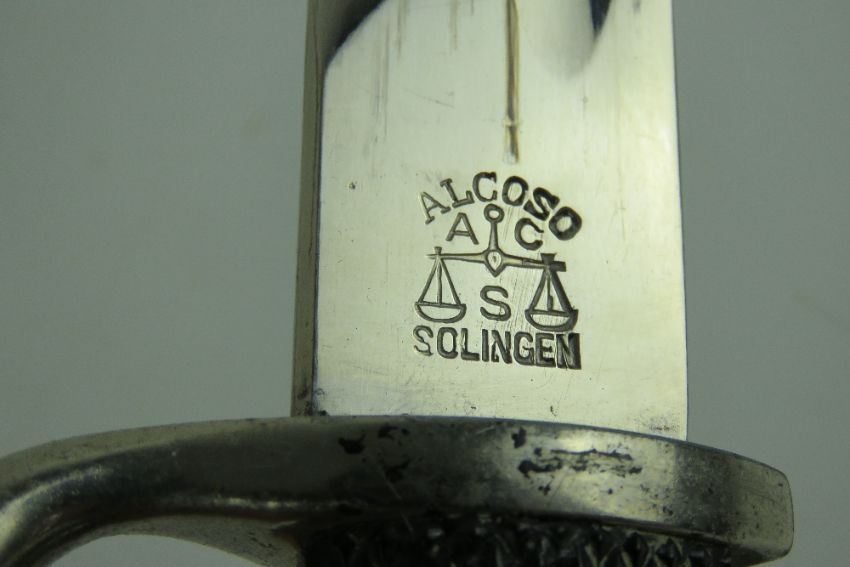 ALCOSO
A C
S
SOLINGEN